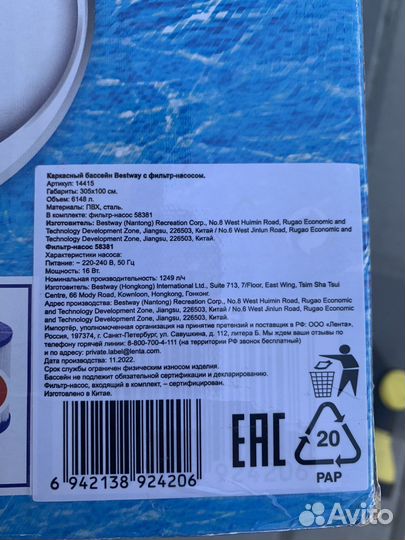 Каркасный бассейн Bestway с фильтр-насосом.
Артикул: 14415
Габариты: 305х100 см.
Объем: 6148 л.
Материалы: ПВХ, сталь.
В комплекте: фильтр-насос 58381
Изготовитель: Bestway (Nantong) Recreation Corp., No.8 West Huimin Road, Rugao Economic and
Technology Development Zone, Jiangsu, 226503, Китай / No.6 West Jinlun Road, Rugao Economic and
Technology Development Zone, Jiangsu, 226503, Китай.
Фильтр-насос 58381
Характеристики насоса:
Питание: ~220-240 В, 50 Гц
Мощность: 16 Вт.
Номинальная производительность: 1249 л/ч
Изготовитель: Bestway (Hongkong) International Ltd., Suite 713, 7/Floor, East Wing, Tsim Sha Tsui
Centre, 66 Mody Road, Kownloon, Hongkong, Гонконг.
Адрес производства: Bestway (Nantong) Recreation Corp., No.8 West Huimin Road, Rugao Economic
and Technology Development Zone, Jiangsu, 226503, Китай / No.6 West Jinlun Road, Rugao Economic
and Technology Development Zone, Jiangsu, 226503, Китай.
Импортёр, уполномоченная организация на принятие претензий и поставщик в РФ: ООО «Лента»,
Россия, 197374, г. Санкт-Петербург, ул. Савушкина, д. 112, литера Б. Мы ждем ваши отзывы по
телефону горячей линии: 8-800-700-4-111 (на территории РФ звонок бесплатный)
и почте: private.label@lenta.com.
Дата производства: 11.2022.
Срок службы ограничен физическим износом изделия.
Бассейн не подлежит обязательной сертификации и декларированию.
Фильтр-насос, входящий в комплект, – сертифицирован.
Изготовлено в Китае.
EAC
20
PAP
6 942138 924206
Avito